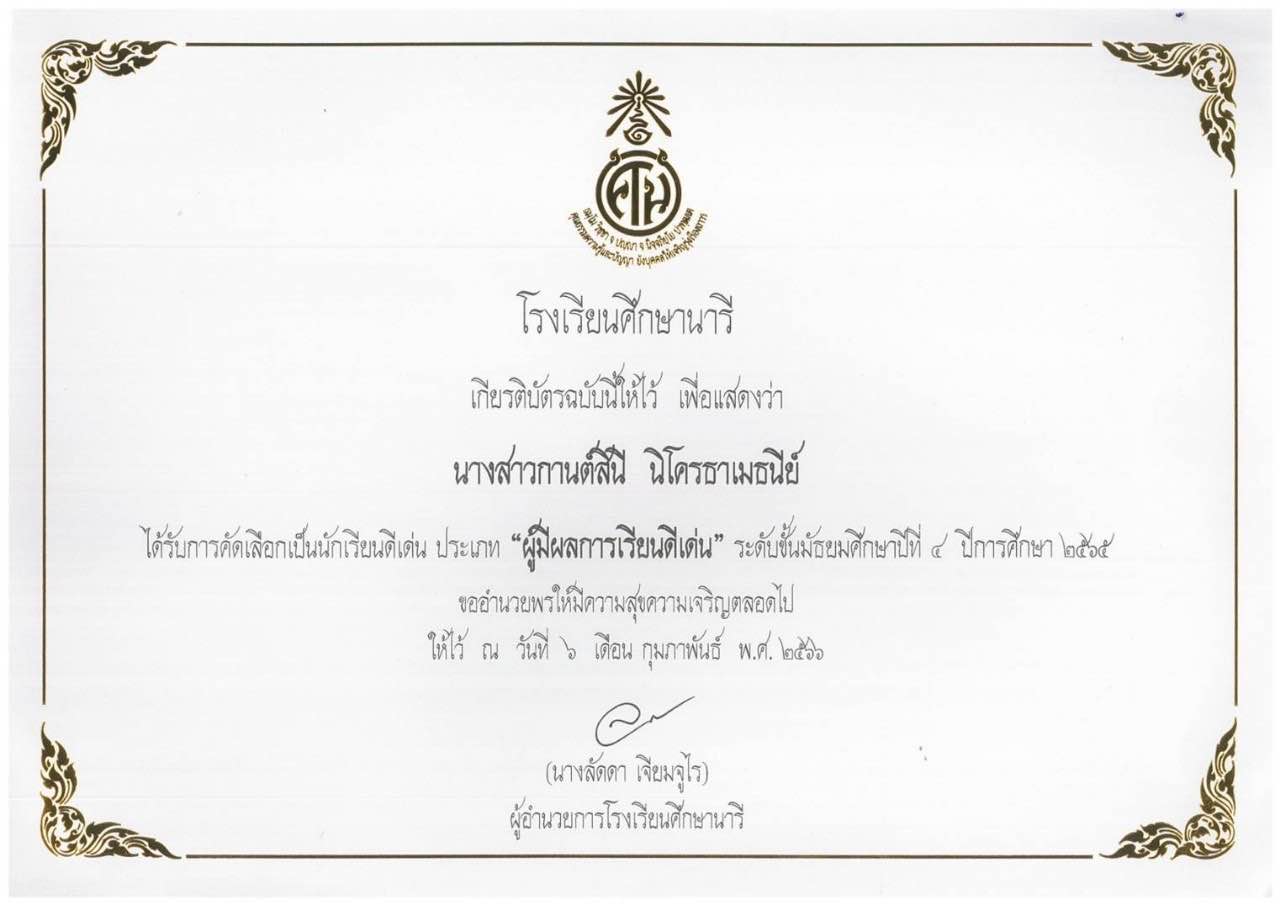 ศทม
โรงเรียนศึกษานารี
เกียรติบัตรฉบับนี้ให้ไว้ เพื่อแสดงว่า
นางสาวกานต์สินี นิโครธาเมธนีย์
ได้รับการคัดเลือกเป็นนักเรียนดีเด่น ประเภท “ผู้มีผลการเรียนดีเด่น” ระดับชั้นมัธยมศึกษาปีที่ ๔ ปีการศึกษา ๒๕๖๕
ขออำนวยพรให้มีความสุขความเจริญตลอดไป
ให้ไว้ ณ วันที่ ๖ เดือน กุมภาพันธ์ พ.ศ. ๒๕๖๖
(นางลัดดา เจียมจูไร)
ผู้อำนวยการโรงเรียนศึกษานารี